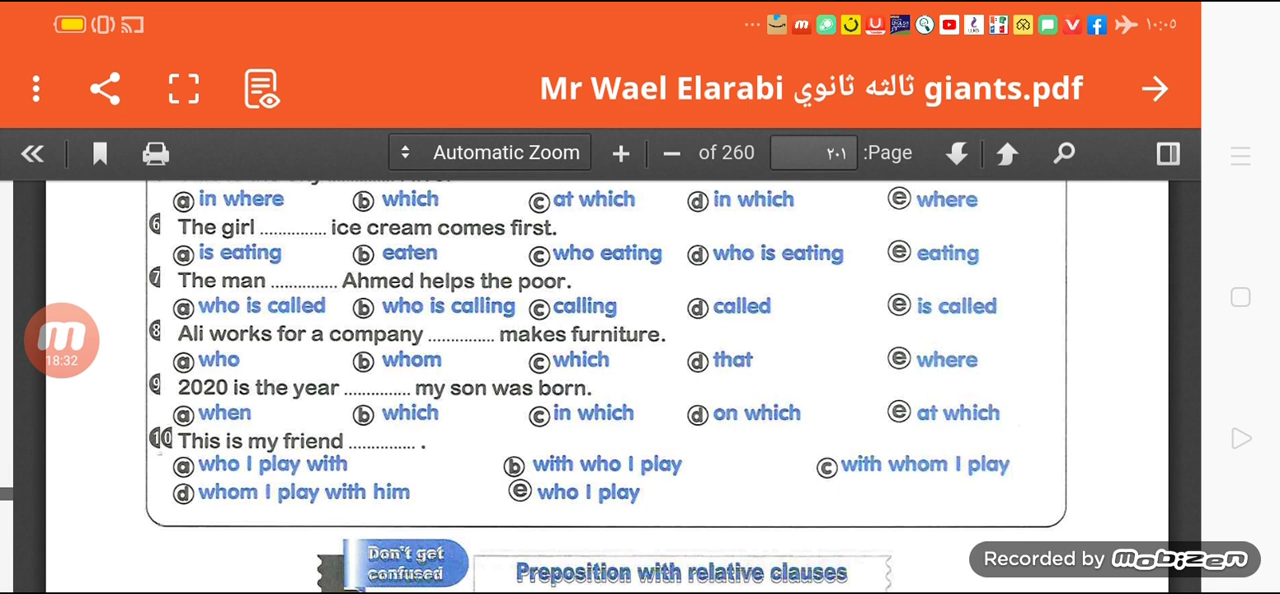 ١٠:٠٥
Mr Wael Elarabi ثالثه ثانوي giants.pdf
Automatic Zoom of 260 ٢٠١ :Page
ⓐ in where ⓑ which ⓒ at which ⓓ in which ⓔ where
6 The girl .............. ice cream comes first.
ⓐ is eating ⓑ eaten ⓒ who eating ⓓ who is eating ⓔ eating
7 The man .............. Ahmed helps the poor.
ⓐ who is called ⓑ who is calling ⓒ calling ⓓ called ⓔ is called
8 Ali works for a company .............. makes furniture.
ⓐ who ⓑ whom ⓒ which ⓓ that ⓔ where
9 2020 is the year .............. my son was born.
ⓐ when ⓑ which ⓒ in which ⓓ on which ⓔ at which
10 This is my friend .............. .
ⓐ who I play with ⓑ with who I play ⓒ with whom I play
ⓓ whom I play with him ⓔ who I play
Don't get
confused
Preposition with relative clauses
18:32
Recorded by mobizen